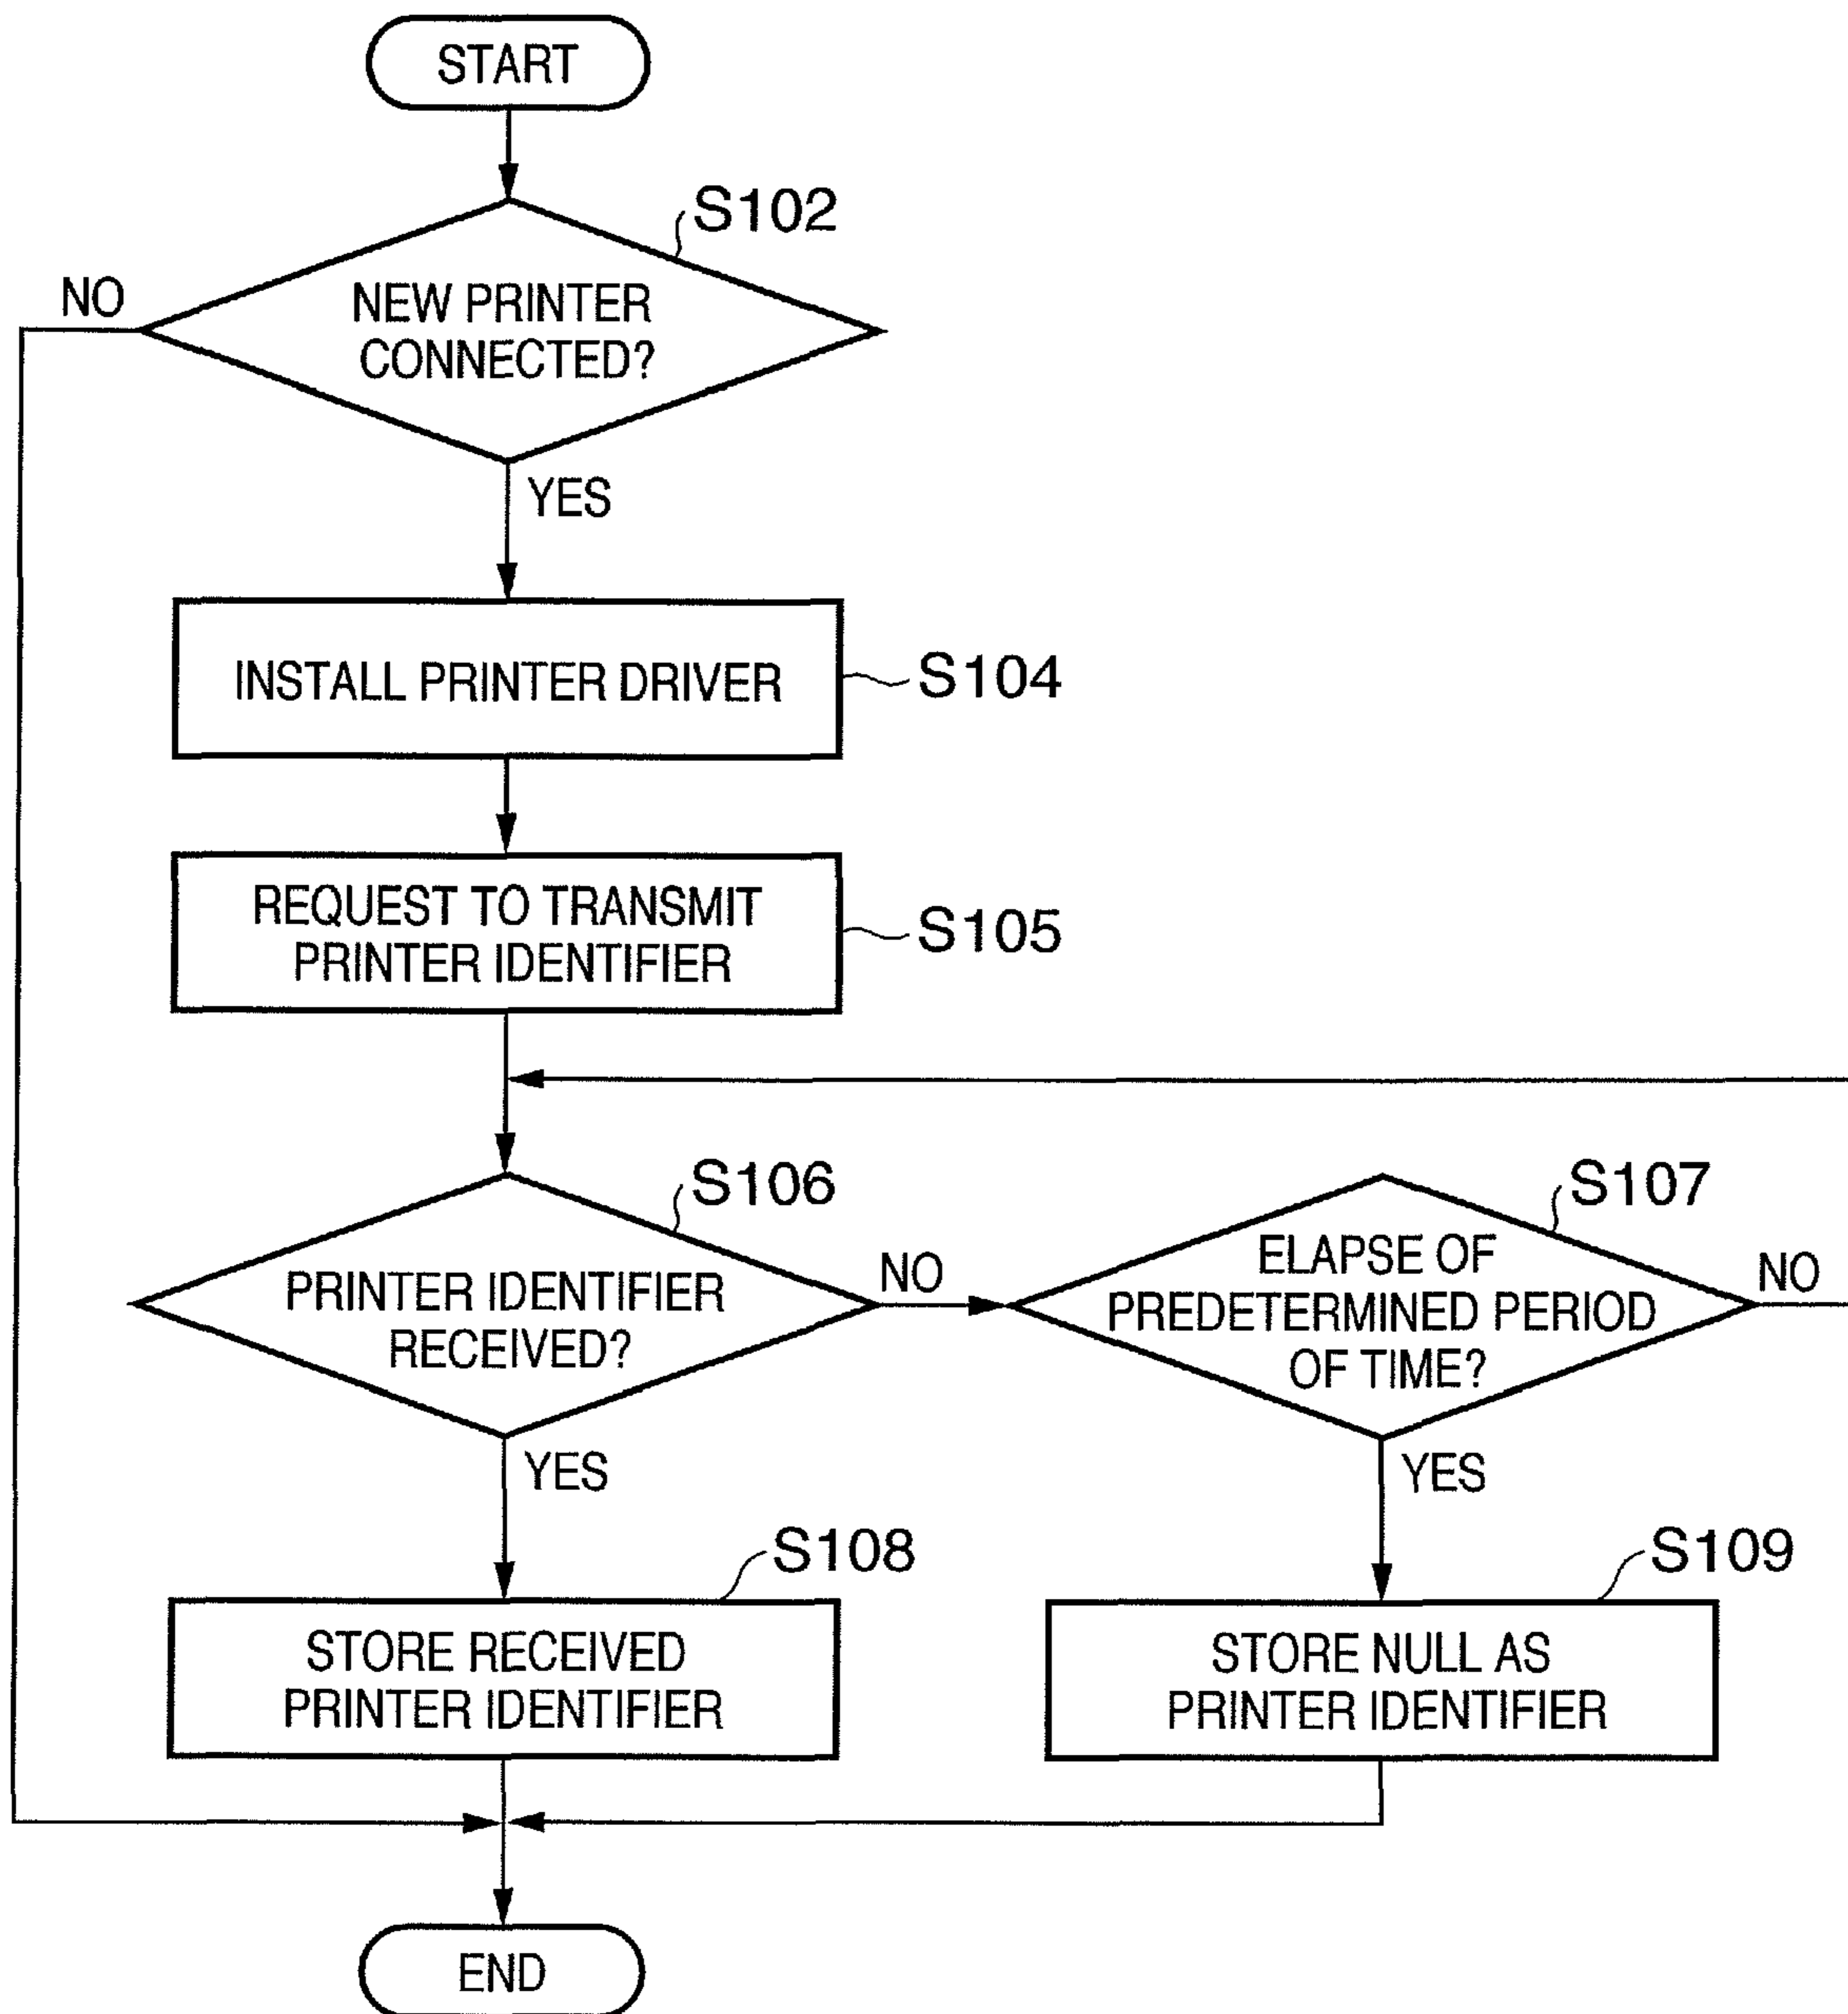 START
S102
NO
NEW PRINTER
CONNECTED?
YES
INSTALL PRINTER DRIVER
S104
REQUEST TO TRANSMIT
PRINTER IDENTIFIER
S105
S106
PRINTER IDENTIFIER
RECEIVED?
NO
S107
ELAPSE OF
PREDETERMINED PERIOD
OF TIME?
NO
YES
YES
S108
STORE RECEIVED
PRINTER IDENTIFIER
S109
STORE NULL AS
PRINTER IDENTIFIER
END